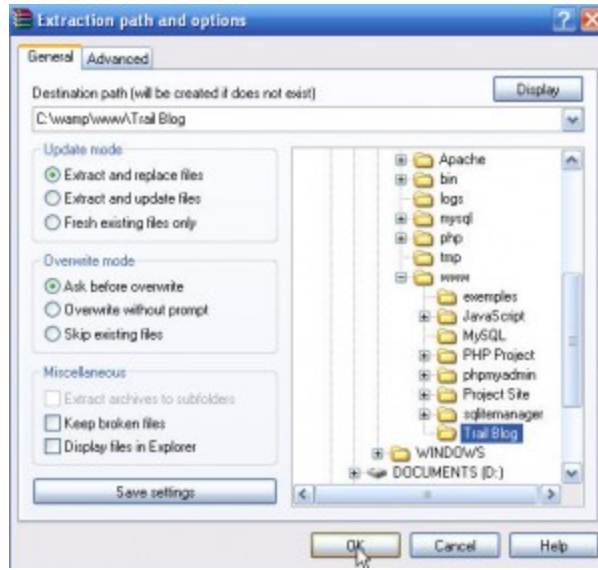 Extraction path and options
General
Advanced
Destination path (will be created if does not exist)
Display
C:\wamp\www\Trail Blog
Update mode
Extract and replace files
Extract and update files
Fresh existing files only
Overwrite mode
Ask before overwrite
Overwrite without prompt
Skip existing files
Miscellaneous
Extract archives to subfolders
Keep broken files
Display files in Explorer
Save settings
Apache
bin
logs
mysql
php
tmp
www
exemples
JavaScript
MySQL
PHP Project
phpmyadmin
Project Site
sqlitemanager
Trail Blog
WINDOWS
DOCUMENTS (D:)
OK
Cancel
Help